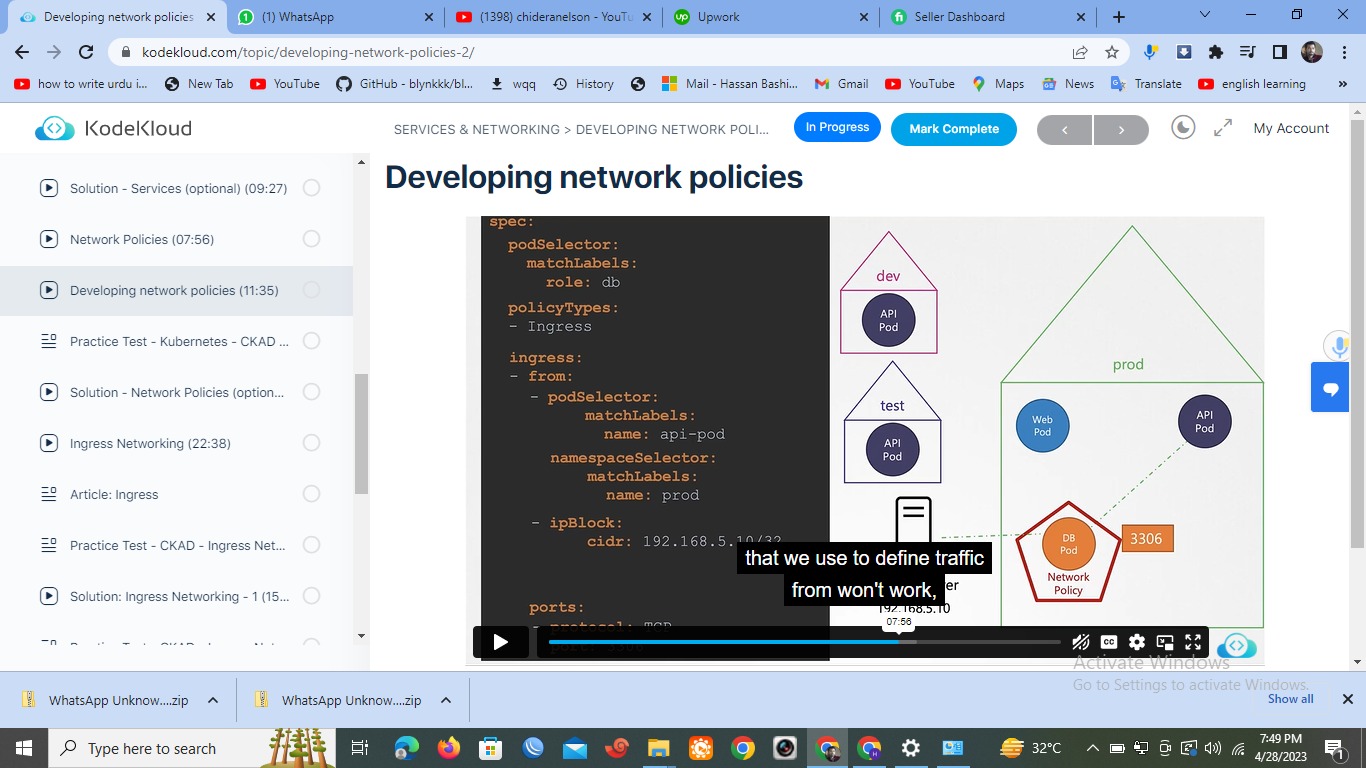 Developing network policies
(1) WhatsApp
(1398) chideranelson - YouTu
Upwork
Seller Dashboard
kodekloud.com/topic/developing-network-policies-2/
how to write urdu i...
New Tab
YouTube
GitHub - blynkkk/bl...
wqq
History
Mail - Hassan Bashi...
Gmail
YouTube
Maps
News
Translate
english learning
»
KodeKloud
SERVICES & NETWORKING > DEVELOPING NETWORK POLI...
In Progress
Mark Complete
My Account
Solution - Services (optional) (09:27)
Network Policies (07:56)
Developing network policies (11:35)
Practice Test - Kubernetes - CKAD ...
Solution - Network Policies (option...
Ingress Networking (22:38)
Article: Ingress
Practice Test - CKAD - Ingress Net...
Solution: Ingress Networking - 1 (15...
Developing network policies
spec:
podSelector:
matchLabels:
role: db
policyTypes:
- Ingress
ingress:
- from:
- podSelector:
matchLabels:
name: api-pod
namespaceSelector:
matchLabels:
name: prod
- ipBlock:
cidr: 192.168.5.10/32
ports:
- protocol: TCP
port: 3306
dev
API
Pod
test
API
Pod
prod
Web
Pod
API
Pod
DB
Pod
3306
Network
Policy
that we use to define traffic
from won't work,
er
192.168.5.10
07:56
CC
Activate Windows
Go to Settings to activate Windows.
WhatsApp Unknow....zip
WhatsApp Unknow....zip
Show all
Type here to search
32°C
7:49 PM
4/28/2023
1